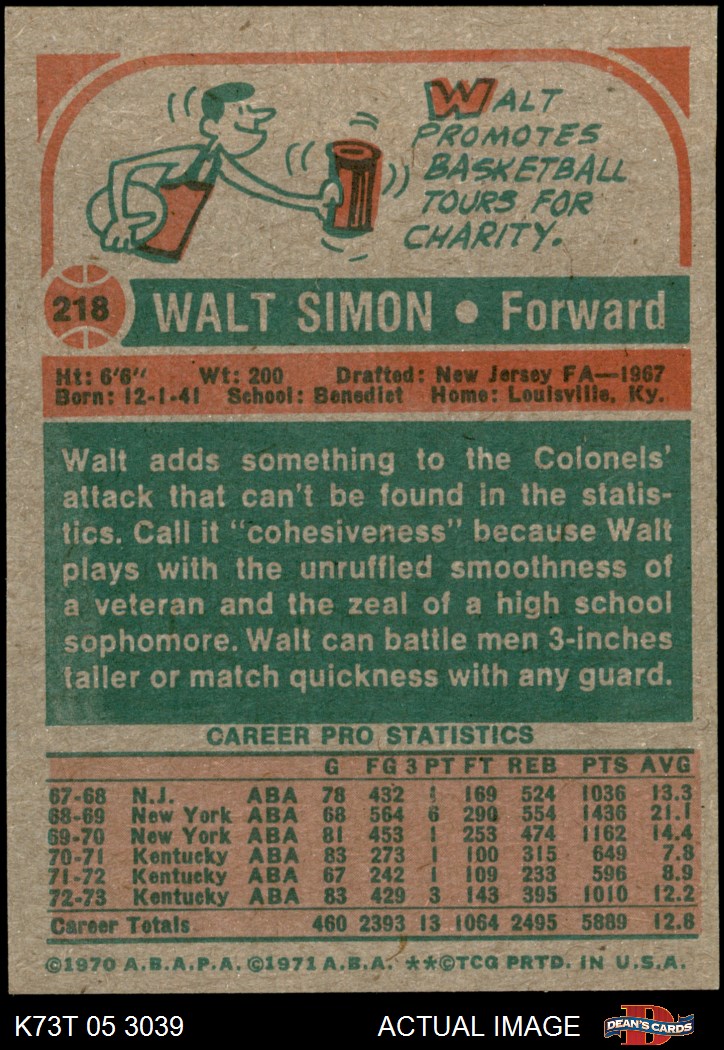 WALT
PROMOTES
BASKETBALL
TOURS FOR
CHARITY.
218 WALT SIMON • Forward
Ht: 6'6" Wt: 200 Drafted: New Jersey FA—1967
Born: 12-1-41 School: Benedict Home: Louisville, Ky.
Walt adds something to the Colonels'
attack that can't be found in the statis-
tics. Call it "cohesiveness" because Walt
plays with the unruffled smoothness of
a veteran and the zeal of a high school
sophomore. Walt can battle men 3-inches
taller or match quickness with any guard.
CAREER PRO STATISTICS
G FG 3 PT FT REB PTS AVG
67-68 N.J. ABA 78 432 1 169 524 1036 13.3
68-69 New York ABA 68 564 6 290 554 1436 21.1
69-70 New York ABA 81 453 1 253 474 1162 14.4
70-71 Kentucky ABA 83 273 1 100 315 649 7.8
71-72 Kentucky ABA 67 242 1 109 233 596 8.9
72-73 Kentucky ABA 83 429 3 143 395 1010 12.2
Career Totals 460 2393 13 1064 2495 5889 12.8
©1970 A.B.A.P.A. ©1971 A.B.A. **©TCG PRTD. IN U.S.A.
K73T 05 3039 ACTUAL IMAGE D DEAN'S CARDS